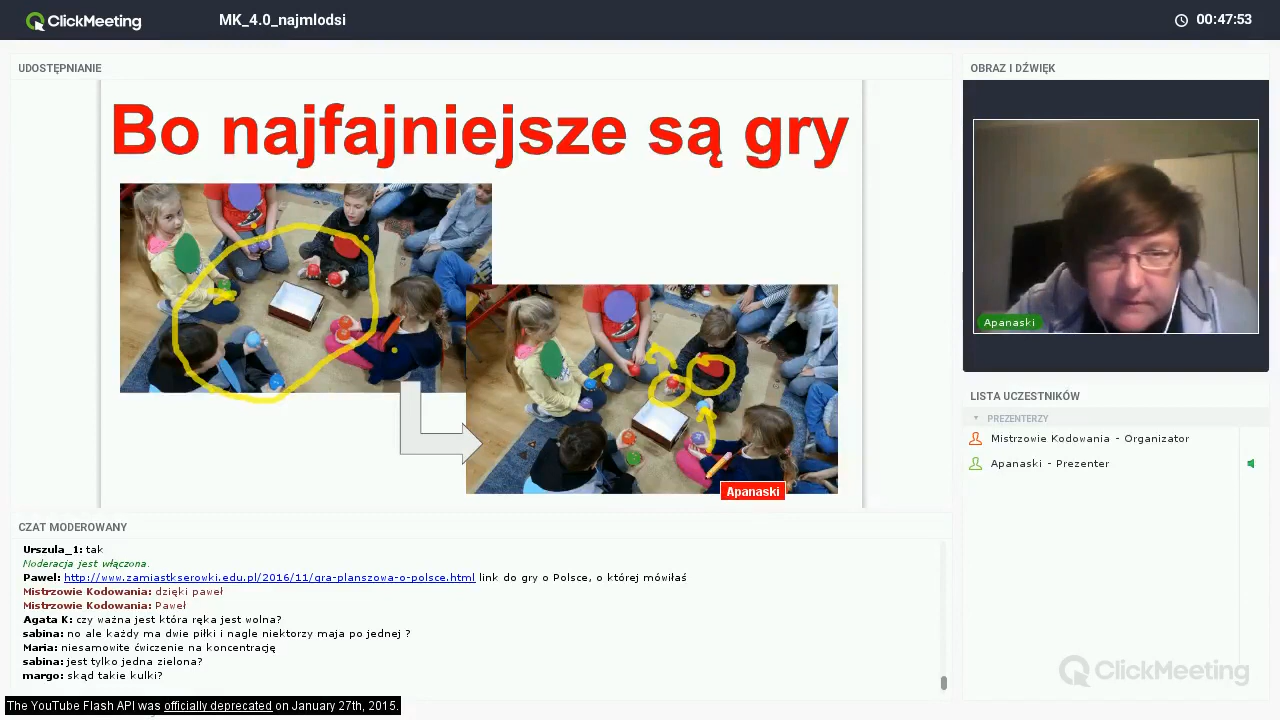 ClickMeeting
MK_4.0_najmlodsi
00:47:53
UDOSTĘPNIANIE
OBRAZ I DŹWIĘK
Bo najfajniejsze są gry
Apanaski
Apanaski
LISTA UCZESTNIKÓW
PREZENTERZY
Mistrzowie Kodowania - Organizator
Apanaski - Prezenter
CZAT MODEROWANY
Urszula_1: tak
Moderacja jest włączona.
Pawel: http://www.zamiastkserowki.edu.pl/2016/11/gra-planszowa-o-polsce.html link do gry o Polsce, o której mówiłaś
Mistrzowie Kodowania: dzięki paweł
Mistrzowie Kodowania: Paweł
Agata K: czy ważna jest która ręka jest wolna?
sabina: no ale każdy ma dwie piłki i nagle niektorzy maja po jednej ?
Maria: niesamowite ćwiczenie na koncentrację
sabina: jest tylko jedna zielona?
margo: skąd takie kulki?
ClickMeeting
The YouTube Flash API was officially deprecated on January 27th, 2015.